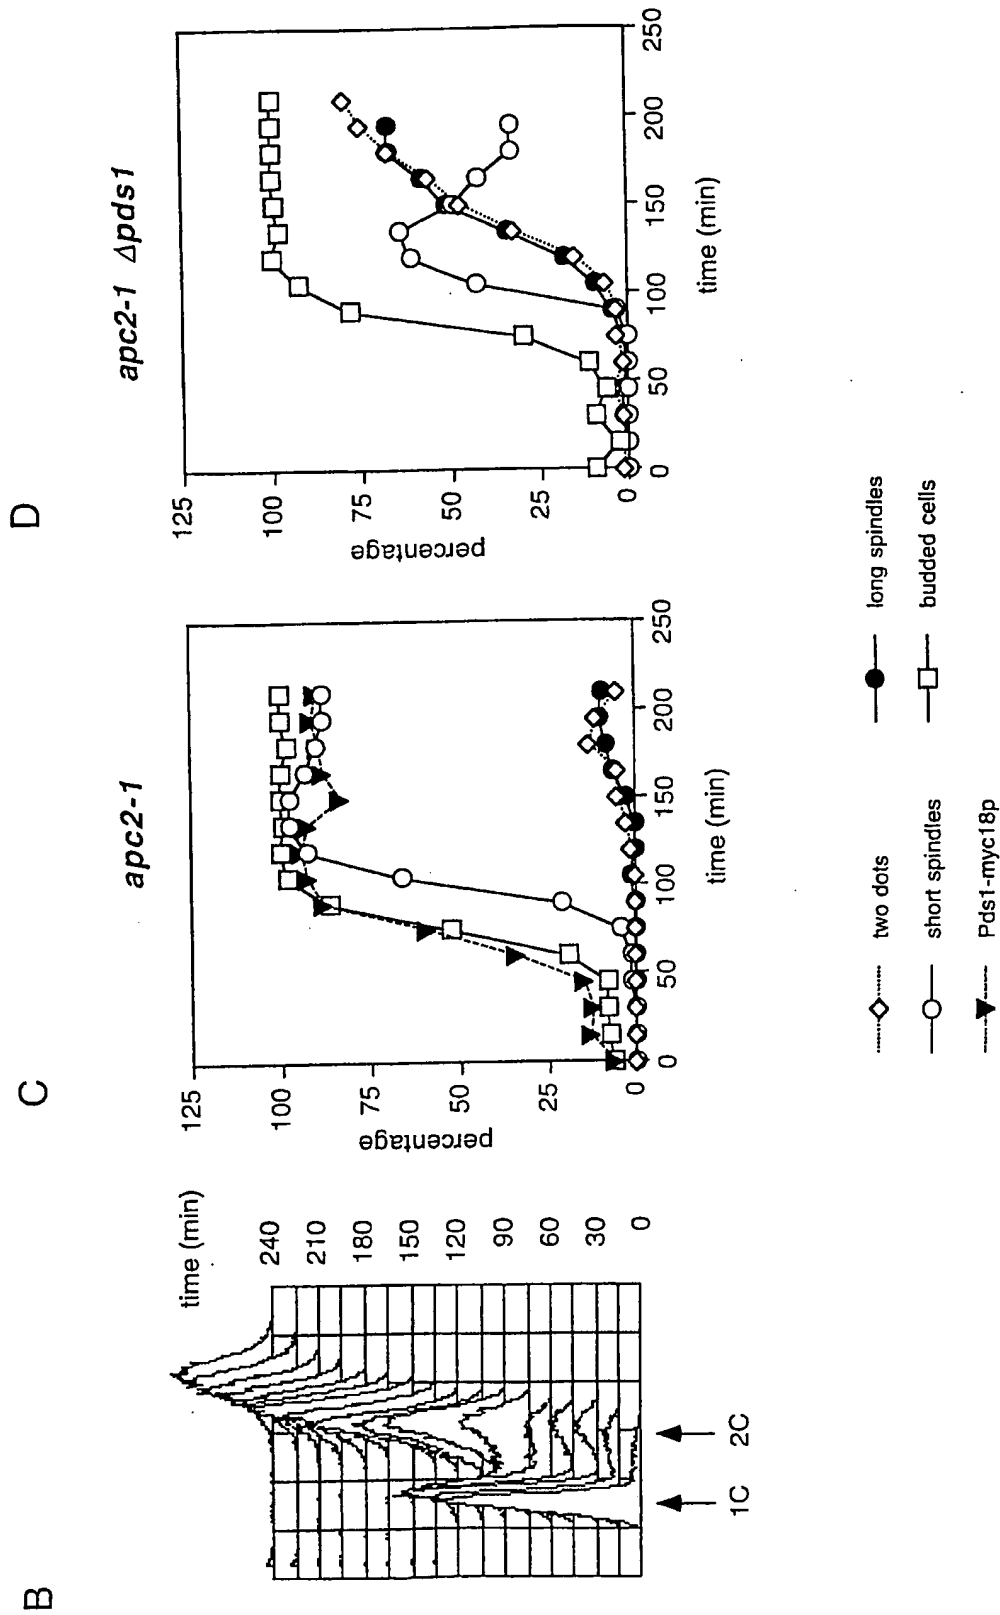 B
time (min)
240
210
180
150
120
90
60
30
0
1C
2C
C
apc2-1
percentage
125
100
75
50
25
0
0
50
100
150
200
250
time (min)
D
apc2-1 Δpds1
percentage
125
100
75
50
25
0
0
50
100
150
200
250
time (min)
two dots
long spindles
short spindles
budded cells
Pds1-myc18p